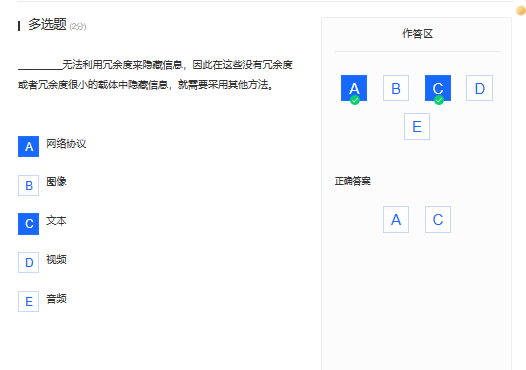 多选题 (2分)
________无法利用冗余度来隐藏信息，因此在这些没有冗余度
或者冗余度很小的载体中隐藏信息，就需要采用其他方法。
A 网络协议
B 图像
C 文本
D 视频
E 音频
作答区
A B C D
E
正确答案
A C